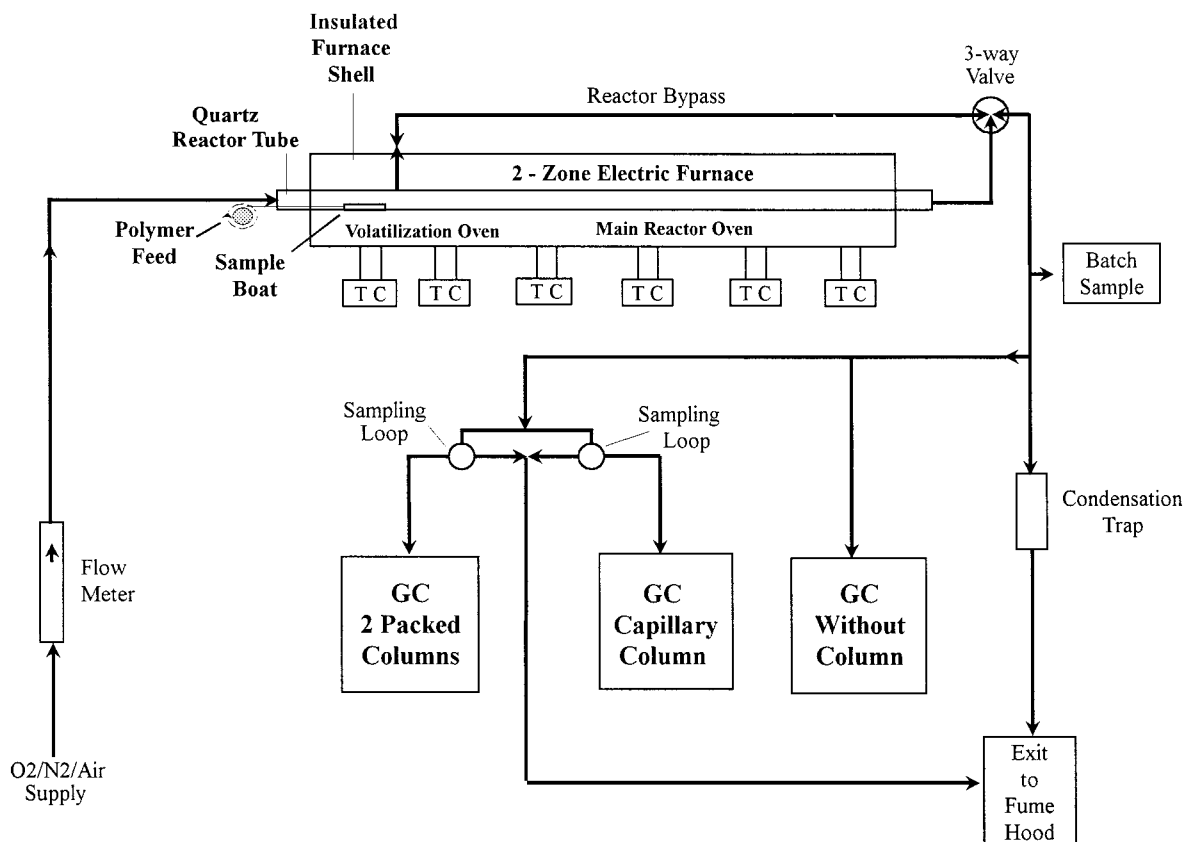 Insulated
Furnace
Shell
3-way
Valve
Reactor Bypass
Quartz
Reactor Tube
2 - Zone Electric Furnace
Polymer
Feed
Volatilization Oven
Main Reactor Oven
Sample
Boat
T C
T C
T C
T C
T C
T C
Batch
Sample
Sampling
Loop
Sampling
Loop
Condensation
Trap
Flow
Meter
GC
2 Packed
Columns
GC
Capillary
Column
GC
Without
Column
O2/N2/Air
Supply
Exit
to
Fume
Hood